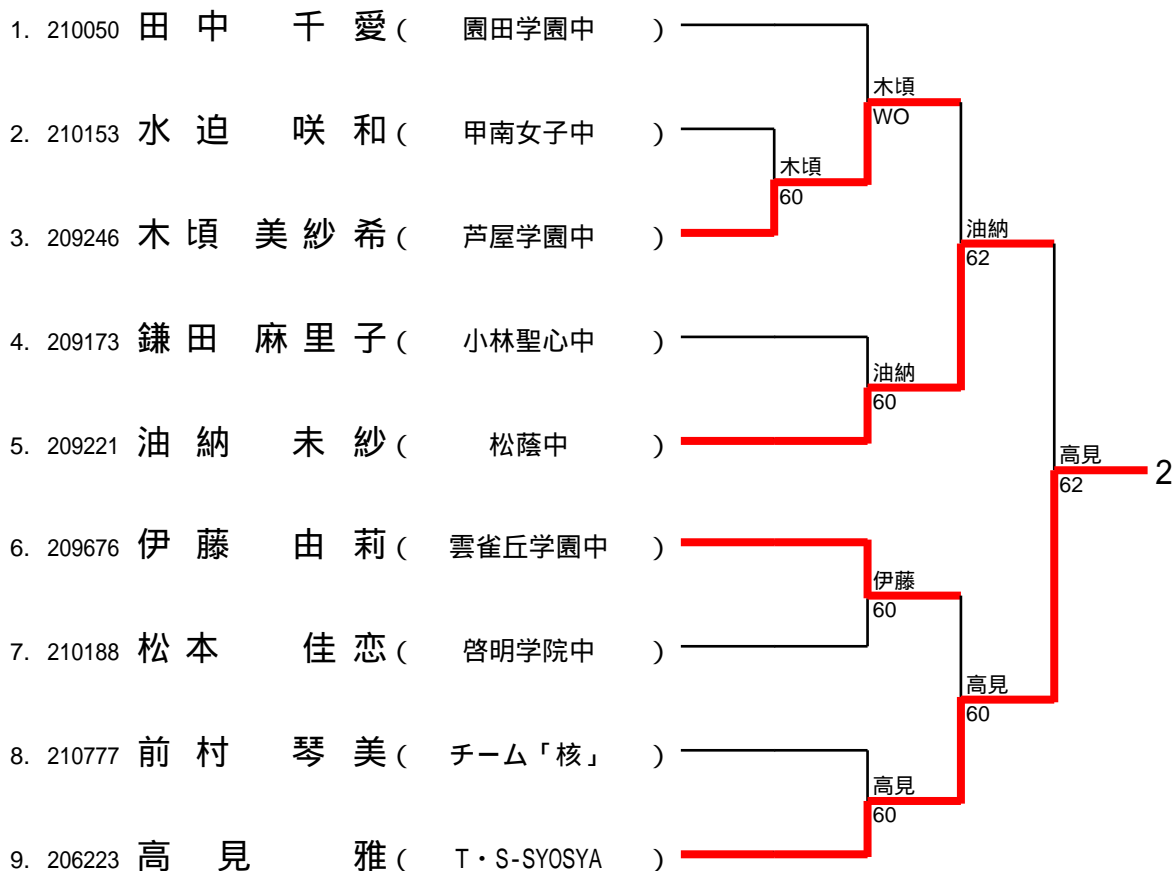 1. 210050 田中 千愛( 園田学園中 )
木頃
WO
2. 210153 水迫 咲和( 甲南女子中 )
木頃
60
3. 209246 木頃 美紗希( 芦屋学園中 )
油納
62
4. 209173 鎌田 麻里子( 小林聖心中 )
油納
60
5. 209221 油納 未紗( 松蔭中 )
高見
62
2
6. 209676 伊藤 由莉( 雲雀丘学園中 )
伊藤
60
7. 210188 松本 佳恋( 啓明学院中 )
高見
60
8. 210777 前村 琴美( チーム「核」 )
高見
60
9. 206223 高見 雅( T・S-SYOSYA )